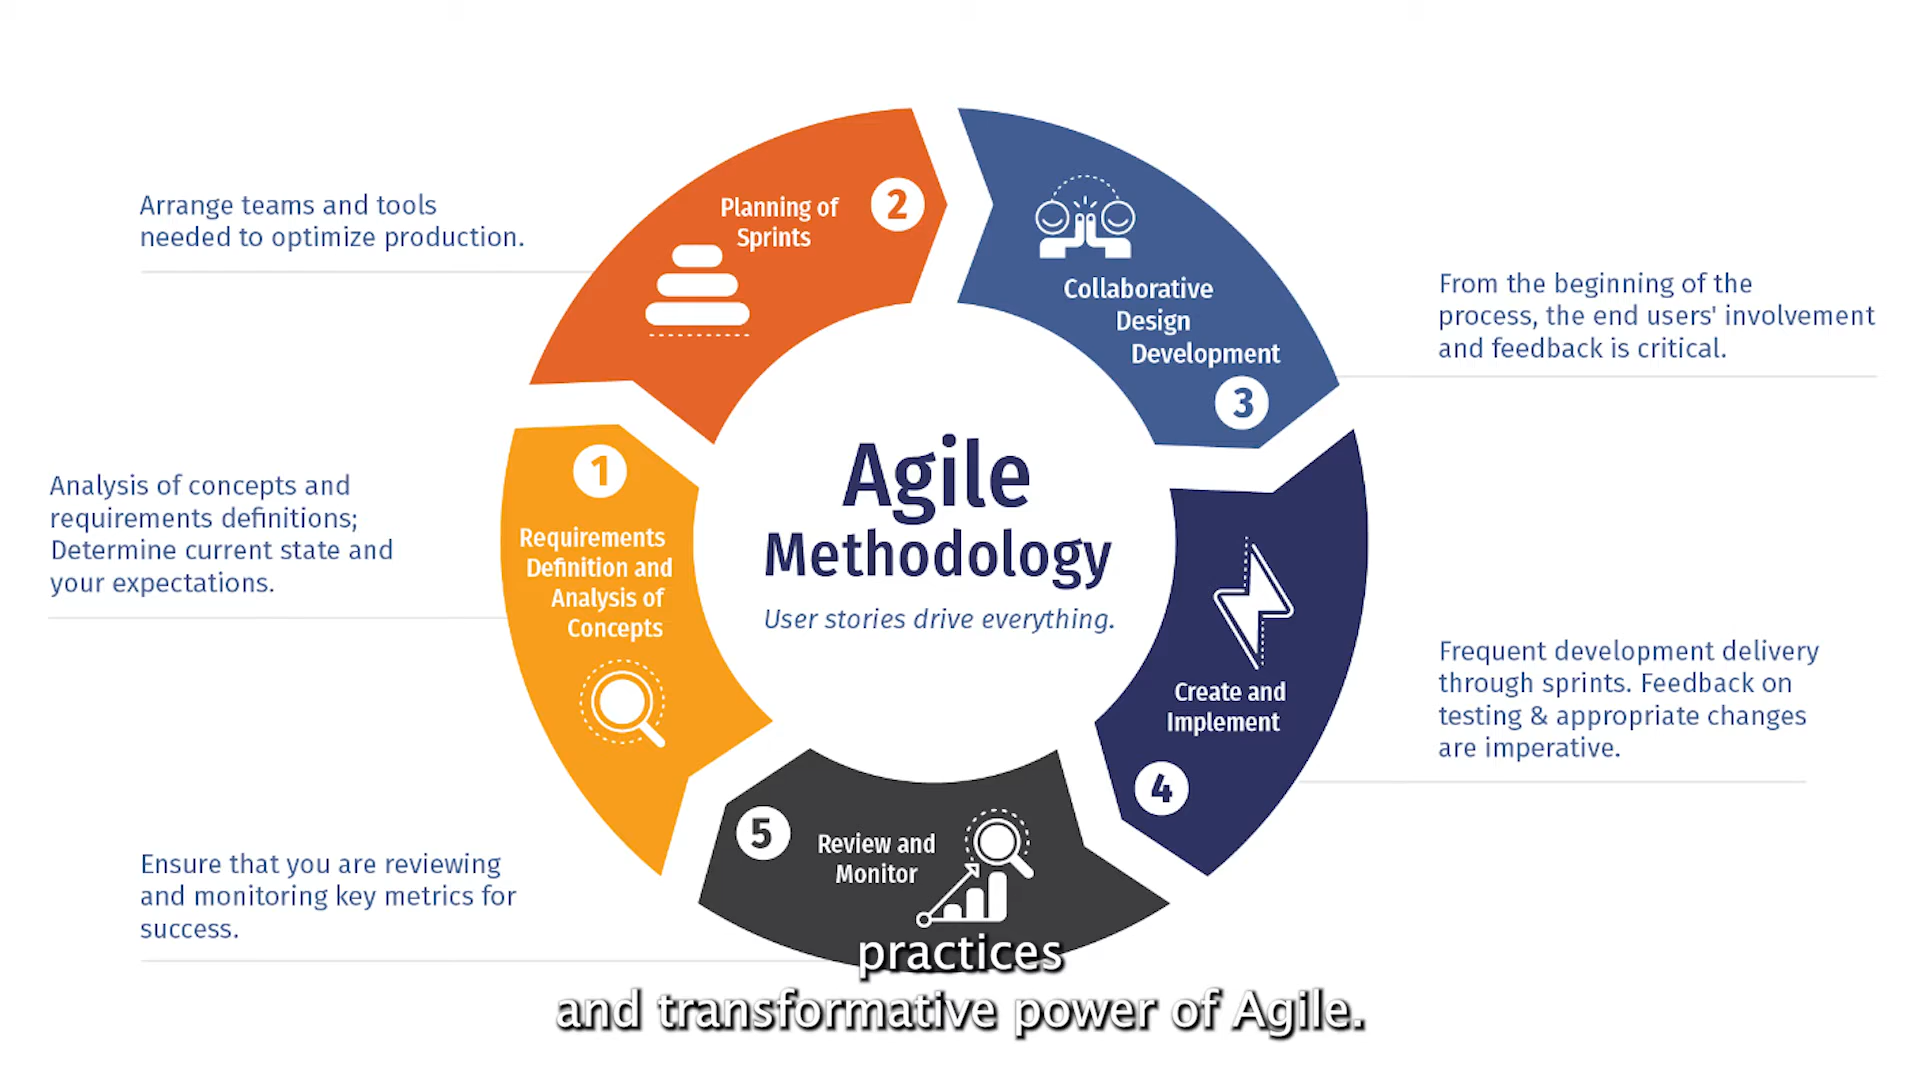 Agile
Methodology
User stories drive everything.
1
Requirements
Definition and
Analysis of
Concepts
Analysis of concepts and
requirements definitions;
Determine current state and
your expectations.
2
Planning of
Sprints
Arrange teams and tools
needed to optimize production.
Collaborative
Design
Development
3
From the beginning of the
process, the end users' involvement
and feedback is critical.
Create and
Implement
4
Frequent development delivery
through sprints. Feedback on
testing & appropriate changes
are imperative.
5
Review and
Monitor
Ensure that you are reviewing
and monitoring key metrics for
success.
practices
and transformative power of Agile.